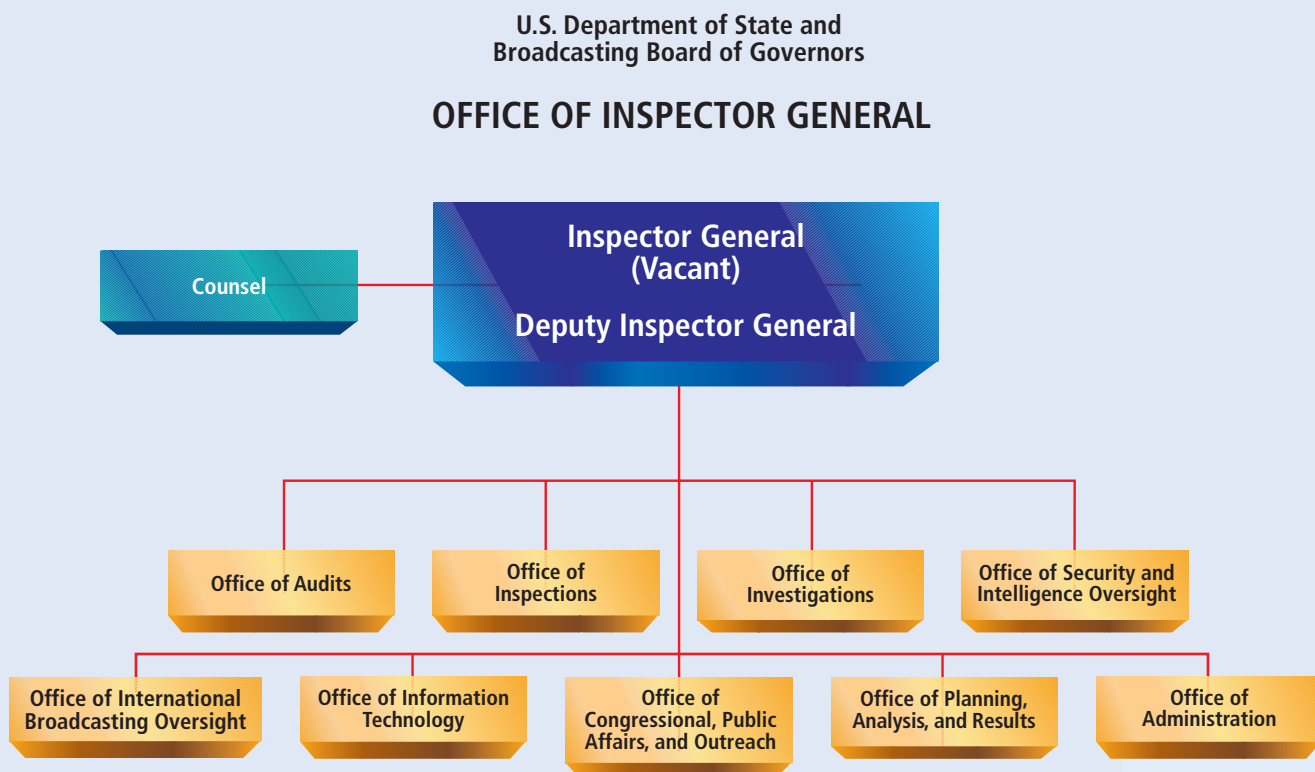 U.S. Department of State and
Broadcasting Board of Governors
OFFICE OF INSPECTOR GENERAL
Inspector General
(Vacant)
Deputy Inspector General
Counsel
Office of Audits
Office of
Inspections
Office of
Investigations
Office of Security and
Intelligence Oversight
Office of International
Broadcasting Oversight
Office of Information
Technology
Office of
Congressional, Public
Affairs, and Outreach
Office of Planning,
Analysis, and Results
Office of
Administration